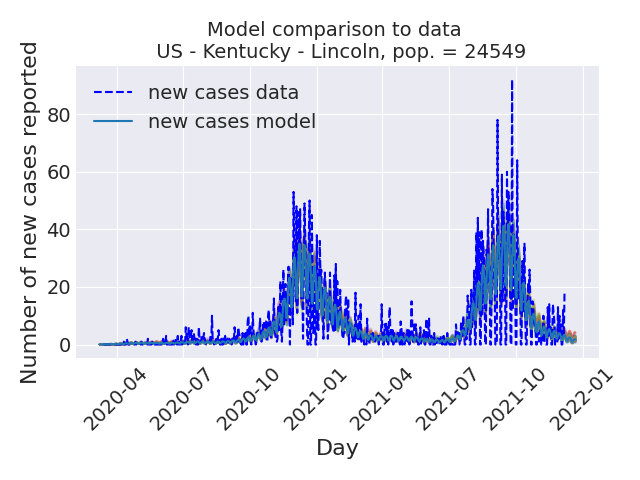 Model comparison to data
US - Kentucky - Lincoln, pop. = 24549
new cases data
new cases model
Number of new cases reported
80
60
40
20
0
2020-04
2020-07
2020-10
2021-01
2021-04
2021-07
2021-10
2022-01
Day